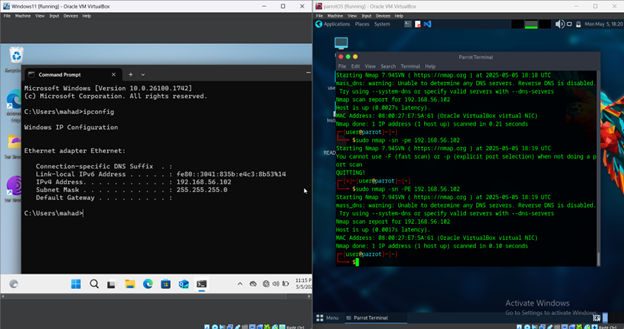 Windows11 [Running] - Oracle VM VirtualBox
File Machine View Input Devices Help
Command Prompt
Microsoft Windows [Version 10.0.26100.1742]
(c) Microsoft Corporation. All rights reserved.
C:\Users\mahad>ipconfig
Windows IP Configuration
Ethernet adapter Ethernet:
Connection-specific DNS Suffix . :
Link-local IPv6 Address . . . . . : fe80::3041:835b:e4c3:8b53%14
IPv4 Address. . . . . . . . . . . : 192.168.56.102
Subnet Mask . . . . . . . . . . . : 255.255.255.0
Default Gateway . . . . . . . . . :
C:\Users\mahad>
11:15 PM
parrotOS [Running] - Oracle VM VirtualBox
File Machine View Input Devices Help
Applications Places System
Mon May 5, 18:20
Parrot Terminal
File Edit View Search Terminal Help
Starting Nmap 7.94SVN ( https://nmap.org ) at 2025-05-05 18:18 UTC
mass_dns: warning: Unable to determine any DNS servers. Reverse DNS is disabled.
Try using --system-dns or specify valid servers with --dns-servers
Nmap scan report for 192.168.56.102
Host is up (0.0027s latency).
MAC Address: 08:00:27:E7:5A:61 (Oracle VirtualBox virtual NIC)
Nmap done: 1 IP address (1 host up) scanned in 0.21 seconds
[user@parrot]-[~]
$sudo nmap -sn -pe 192.168.56.102
Starting Nmap 7.94SVN ( https://nmap.org ) at 2025-05-05 18:19 UTC
You cannot use -F (fast scan) or -p (explicit port selection) when not doing a p
ort scan
QUITTING!
[x]-[user@parrot]-[~]
$sudo nmap -sn -PE 192.168.56.102
Starting Nmap 7.94SVN ( https://nmap.org ) at 2025-05-05 18:19 UTC
mass_dns: warning: Unable to determine any DNS servers. Reverse DNS is disabled.
Try using --system-dns or specify valid servers with --dns-servers
Nmap scan report for 192.168.56.102
Host is up (0.0017s latency).
MAC Address: 08:00:27:E7:5A:61 (Oracle VirtualBox virtual NIC)
Nmap done: 1 IP address (1 host up) scanned in 0.10 seconds
[user@parrot]-[~]
$
Activate Windows
Go to Settings to activate Windows.
Menu Parrot Terminal